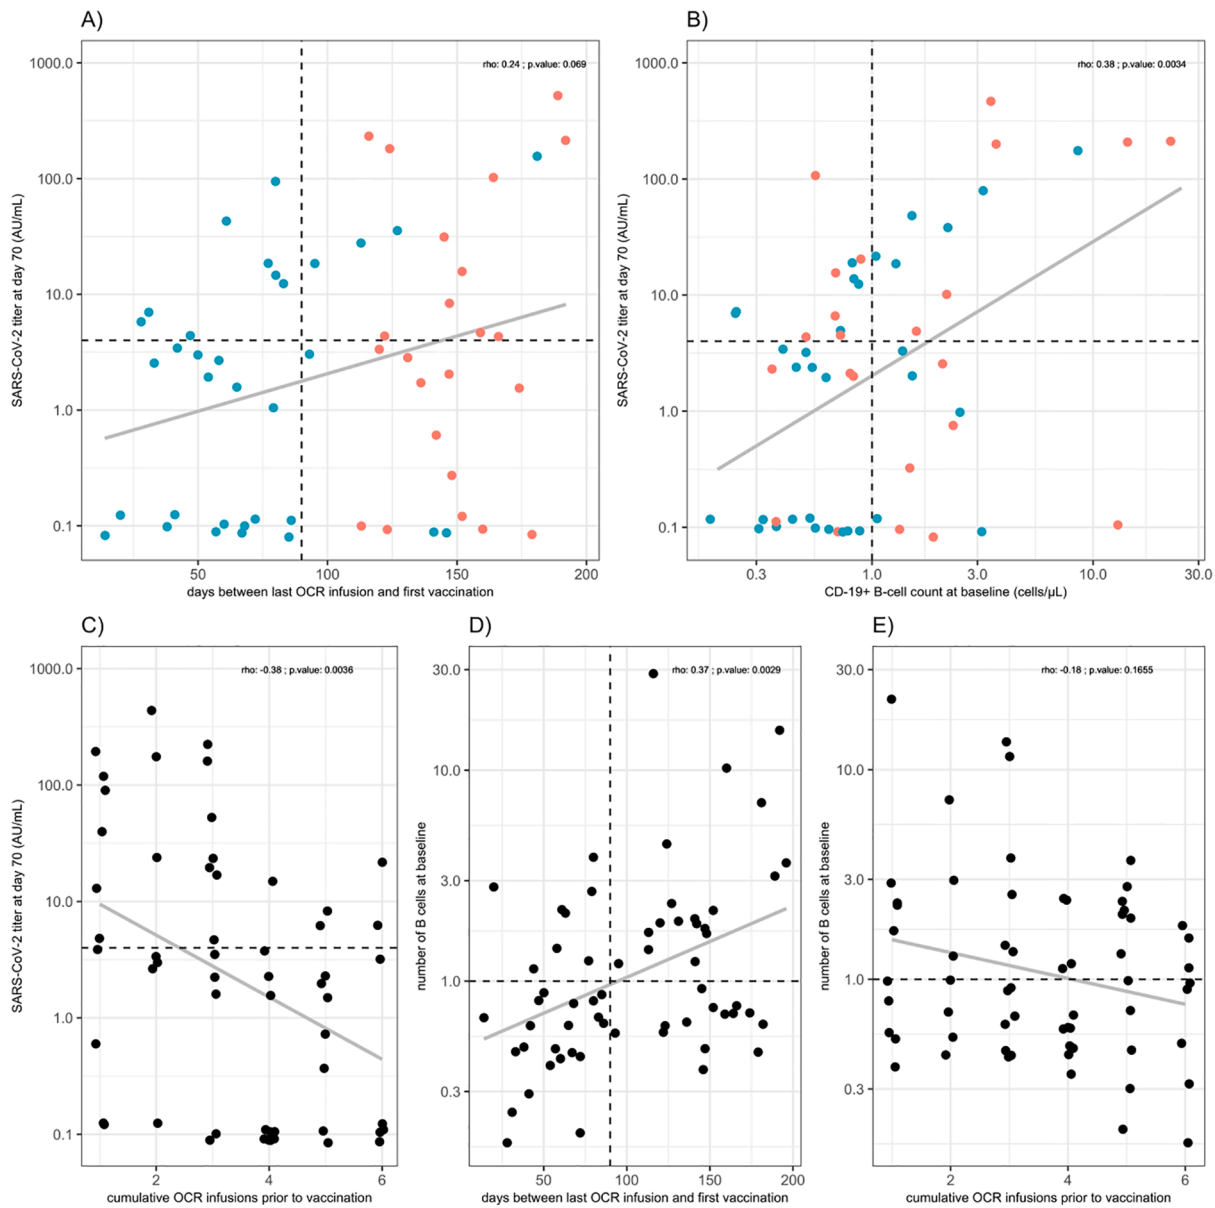 A)
rho: 0.24 ; p.value: 0.069
1000.0
100.0
10.0
1.0
0.1
SARS-CoV-2 titer at day 70 (AU/mL)
50
100
150
200
days between last OCR infusion and first vaccination
B)
rho: 0.38 ; p.value: 0.0034
1000.0
100.0
10.0
1.0
0.1
SARS-CoV-2 titer at day 70 (AU/mL)
0.3
1.0
3.0
10.0
30.0
CD-19+ B-cell count at baseline (cells/µL)
C)
rho: -0.38 ; p.value: 0.0036
1000.0
100.0
10.0
1.0
0.1
SARS-CoV-2 titer at day 70 (AU/mL)
2
4
6
cumulative OCR infusions prior to vaccination
D)
rho: 0.37 ; p.value: 0.0029
30.0
10.0
3.0
1.0
0.3
number of B cells at baseline
50
100
150
200
days between last OCR infusion and first vaccination
E)
rho: -0.18 ; p.value: 0.1655
30.0
10.0
3.0
1.0
0.3
number of B cells at baseline
2
4
6
cumulative OCR infusions prior to vaccination